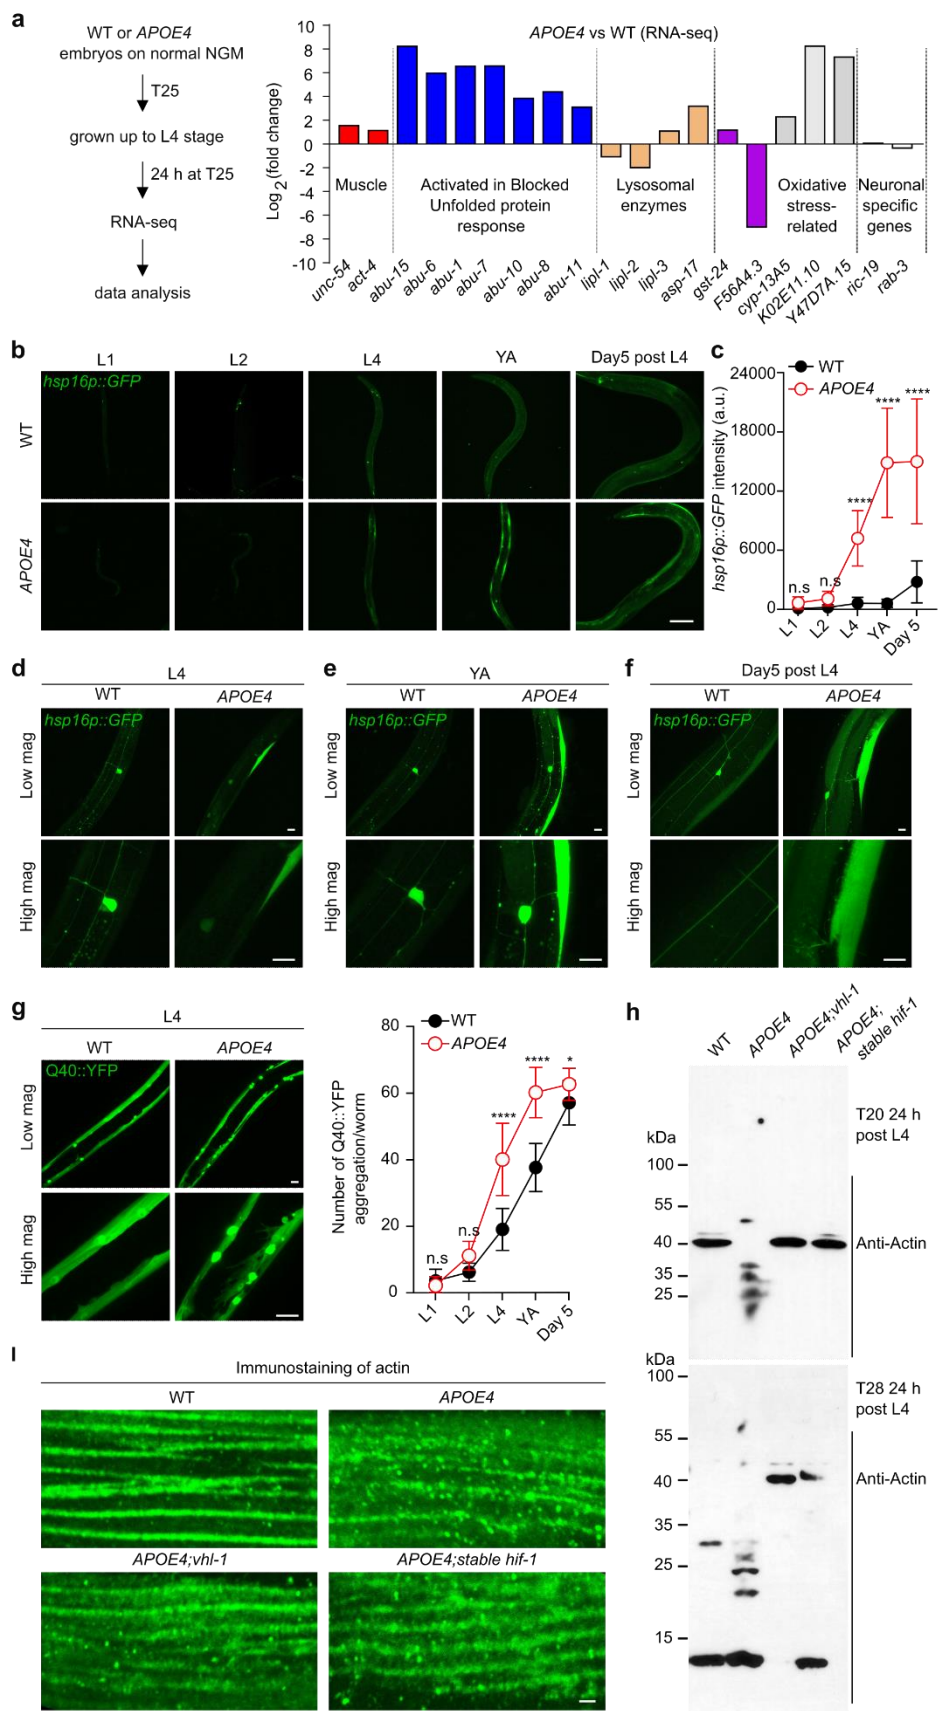 a
WT or APOE4
embryos on normal NGM
T25
grown up to L4 stage
24 h at T25
RNA-seq
data analysis
APOE4 vs WT (RNA-seq)
Log2(fold change)
10
8
6
4
2
0
-2
-4
-6
-8
-10
Muscle
Activated in Blocked
Unfolded protein
response
Lysosomal
enzymes
Oxidative
stress-
related
Neuronal
specific
genes
unc-54
act-4
abu-15
abu-6
abu-1
abu-7
abu-10
abu-8
abu-11
lipl-1
lipl-2
lipl-3
asp-17
gst-24
F56A4.3
cyp-13A5
K02E11.10
Y47D7A.15
ric-19
rab-3
b
L1
L2
L4
YA
Day5 post L4
hsp16p::GFP
WT
APOE4
c
WT
APOE4
hsp16p::GFP intensity (a.u.)
24000
18000
12000
6000
0
n.s
n.s
****
****
****
L1
L2
L4
YA
Day 5
d
L4
WT
APOE4
hsp16p::GFP
Low mag
High mag
e
YA
WT
APOE4
hsp16p::GFP
Low mag
High mag
f
Day5 post L4
WT
APOE4
hsp16p::GFP
Low mag
High mag
g
L4
WT
APOE4
Q40::YFP
Low mag
High mag
WT
APOE4
Number of Q40::YFP
aggregation/worm
80
60
40
20
0
n.s
n.s
****
****
*
L1
L2
L4
YA
Day 5
h
WT
APOE4
APOE4;vhl-1
APOE4;
stable hif-1
T20 24 h
post L4
kDa
100
55
40
35
25
Anti-Actin
kDa
100
55
40
35
25
15
T28 24 h
post L4
Anti-Actin
I
Immunostaining of actin
WT
APOE4
APOE4;vhl-1
APOE4;stable hif-1